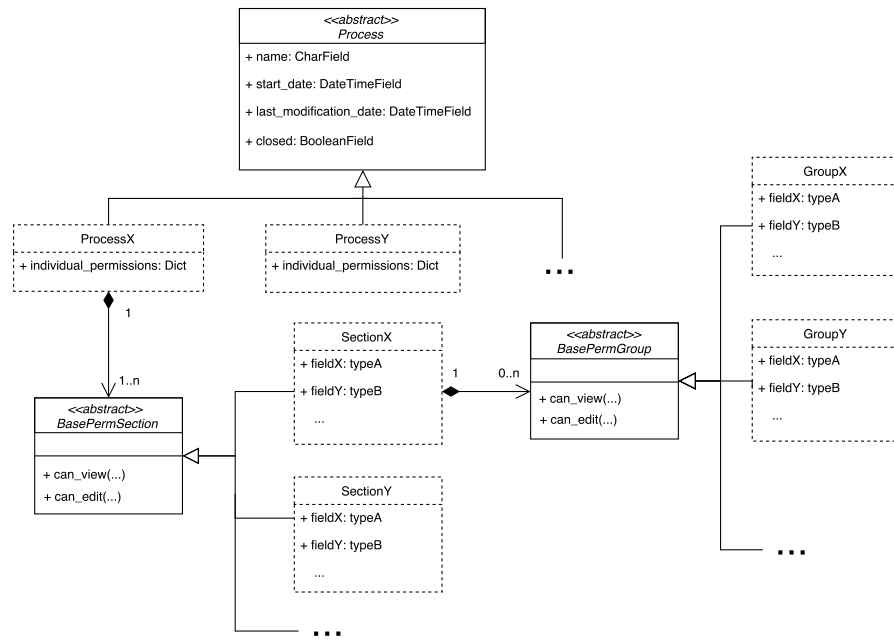 <<abstract>>
Process
+ name: CharField
+ start_date: DateTimeField
+ last_modification_date: DateTimeField
+ closed: BooleanField
ProcessX
+ individual_permissions: Dict
ProcessY
+ individual_permissions: Dict
...
1
1..n
<<abstract>>
BasePermSection
+ can_view(...)
+ can_edit(...)
SectionX
+ fieldX: typeA
+ fieldY: typeB
...
SectionY
+ fieldX: typeA
+ fieldY: typeB
...
...
1
0..n
<<abstract>>
BasePermGroup
+ can_view(...)
+ can_edit(...)
GroupX
+ fieldX: typeA
+ fieldY: typeB
...
GroupY
+ fieldX: typeA
+ fieldY: typeB
...
...